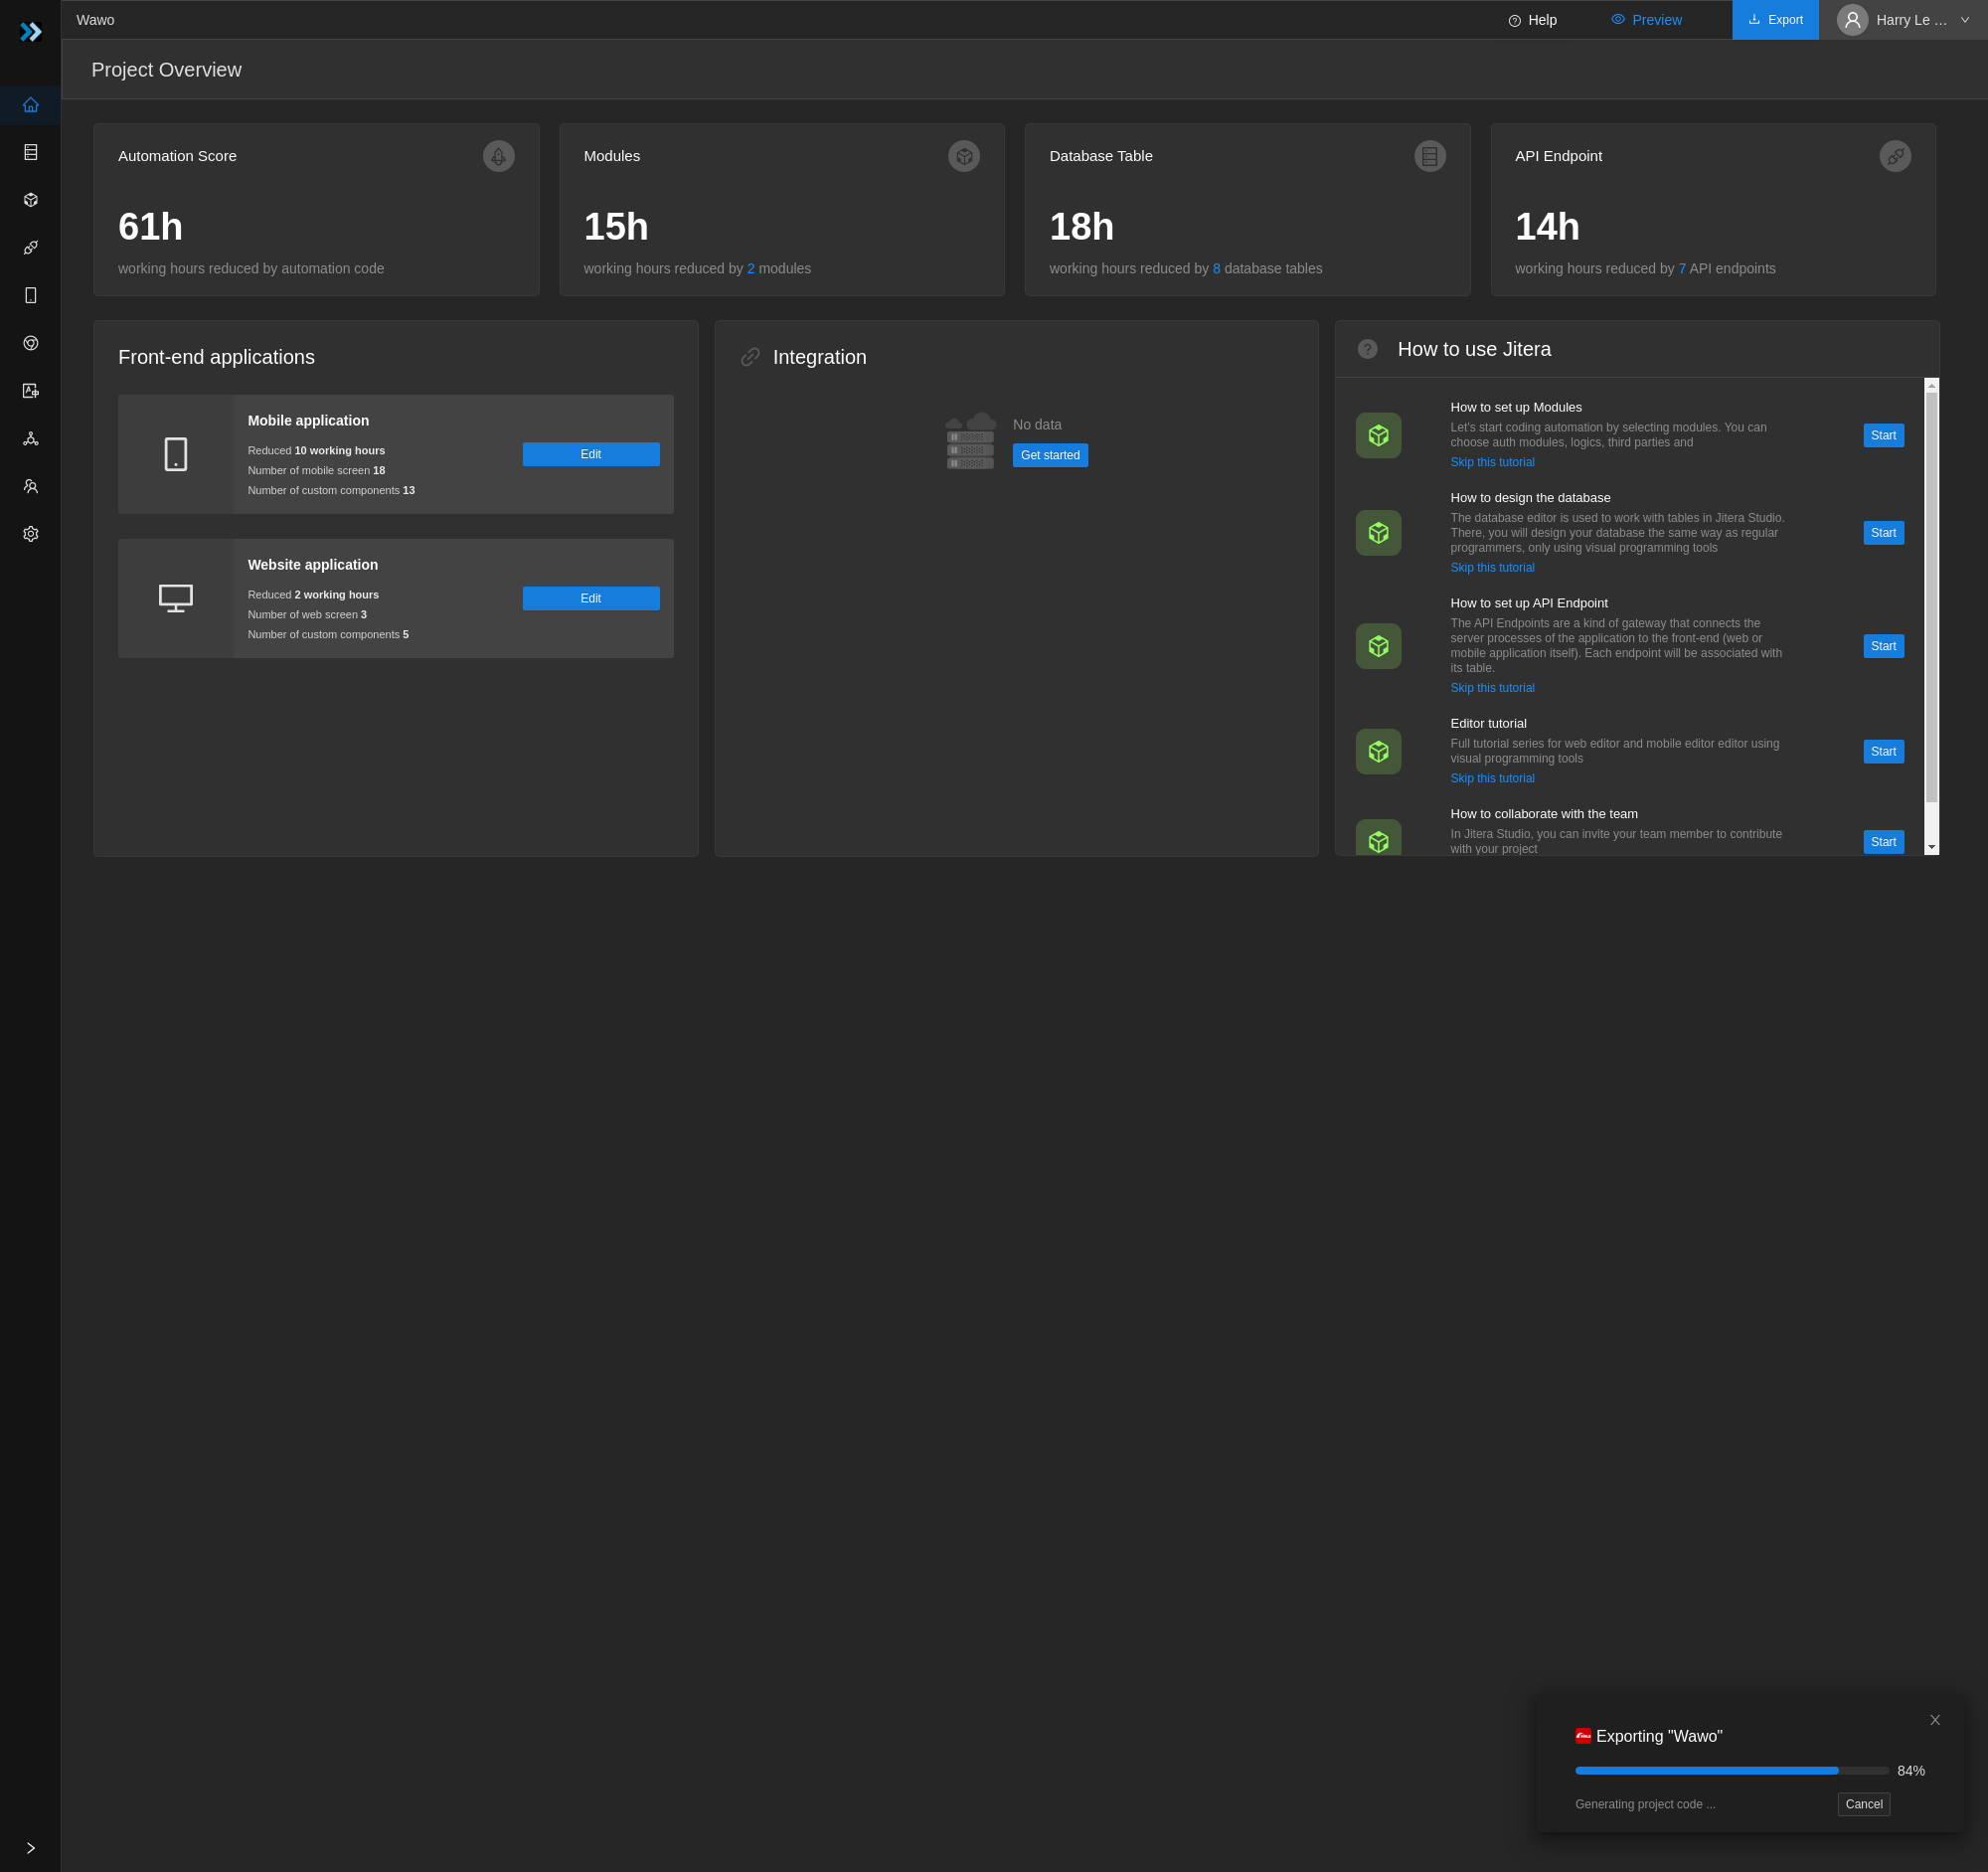 Wawo
Help
Preview
Export
Harry Le ...
Project Overview
Automation Score
61h
working hours reduced by automation code
Modules
15h
working hours reduced by 2 modules
Database Table
18h
working hours reduced by 8 database tables
API Endpoint
14h
working hours reduced by 7 API endpoints
Front-end applications
Mobile application
Reduced 10 working hours
Number of mobile screen 18
Number of custom components 13
Edit
Website application
Reduced 2 working hours
Number of web screen 3
Number of custom components 5
Edit
Integration
No data
Get started
How to use Jitera
How to set up Modules
Let's start coding automation by selecting modules. You can
choose auth modules, logics, third parties and
Skip this tutorial
Start
How to design the database
The database editor is used to work with tables in Jitera Studio.
There, you will design your database the same way as regular
programmers, only using visual programming tools
Skip this tutorial
Start
How to set up API Endpoint
The API Endpoints are a kind of gateway that connects the
server processes of the application to the front-end (web or
mobile application itself). Each endpoint will be associated with
its table.
Skip this tutorial
Start
Editor tutorial
Full tutorial series for web editor and mobile editor editor using
visual programming tools
Skip this tutorial
Start
How to collaborate with the team
In Jitera Studio, you can invite your team member to contribute
with your project
Start
Exporting "Wawo"
84%
Generating project code ...
Cancel